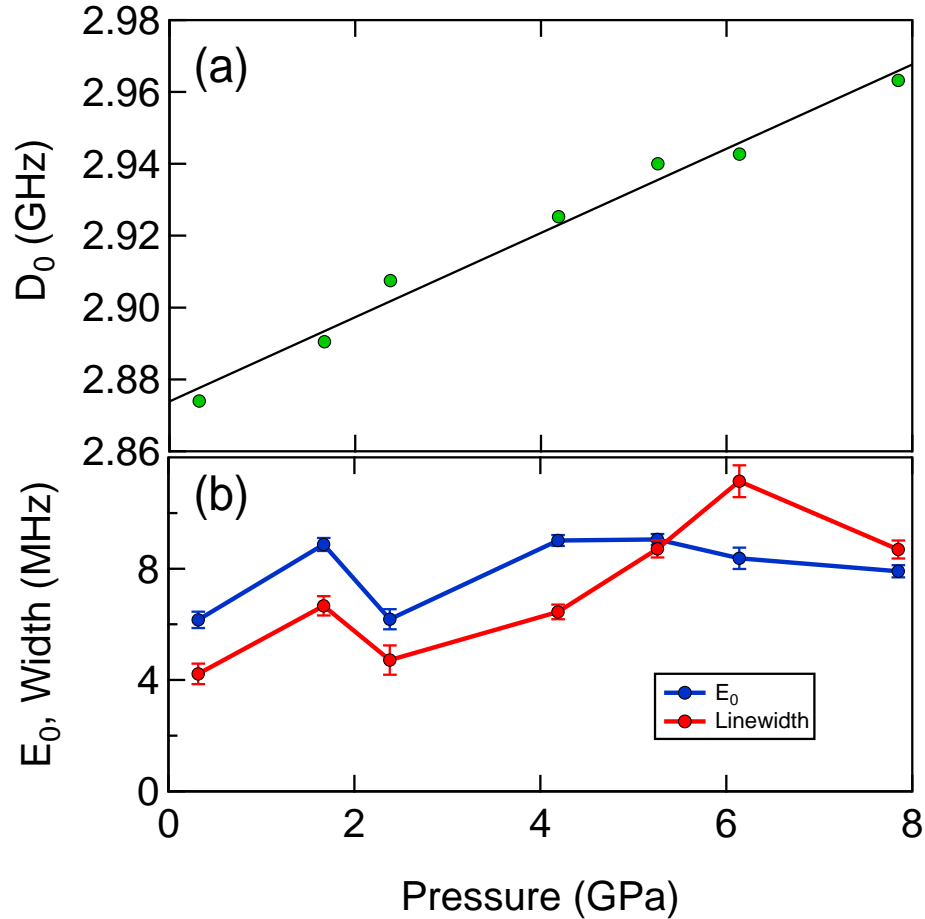 2.98
2.96
2.94
2.92
2.90
2.88
2.86
D₀ (GHz)
(a)
8
4
0
E₀, Width (MHz)
(b)
E₀
Linewidth
0 2 4 6 8
Pressure (GPa)